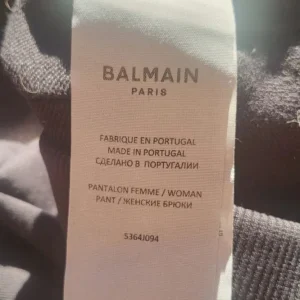 BALMAIN
PARIS
FABRIQUE EN PORTUGAL
MADE IN PORTUGAL
СДЕЛАНО В ПОРТУГАЛИИ
PANTALON FEMME / WOMAN
PANT / ЖЕНСКИЕ БРЮКИ
5364J094